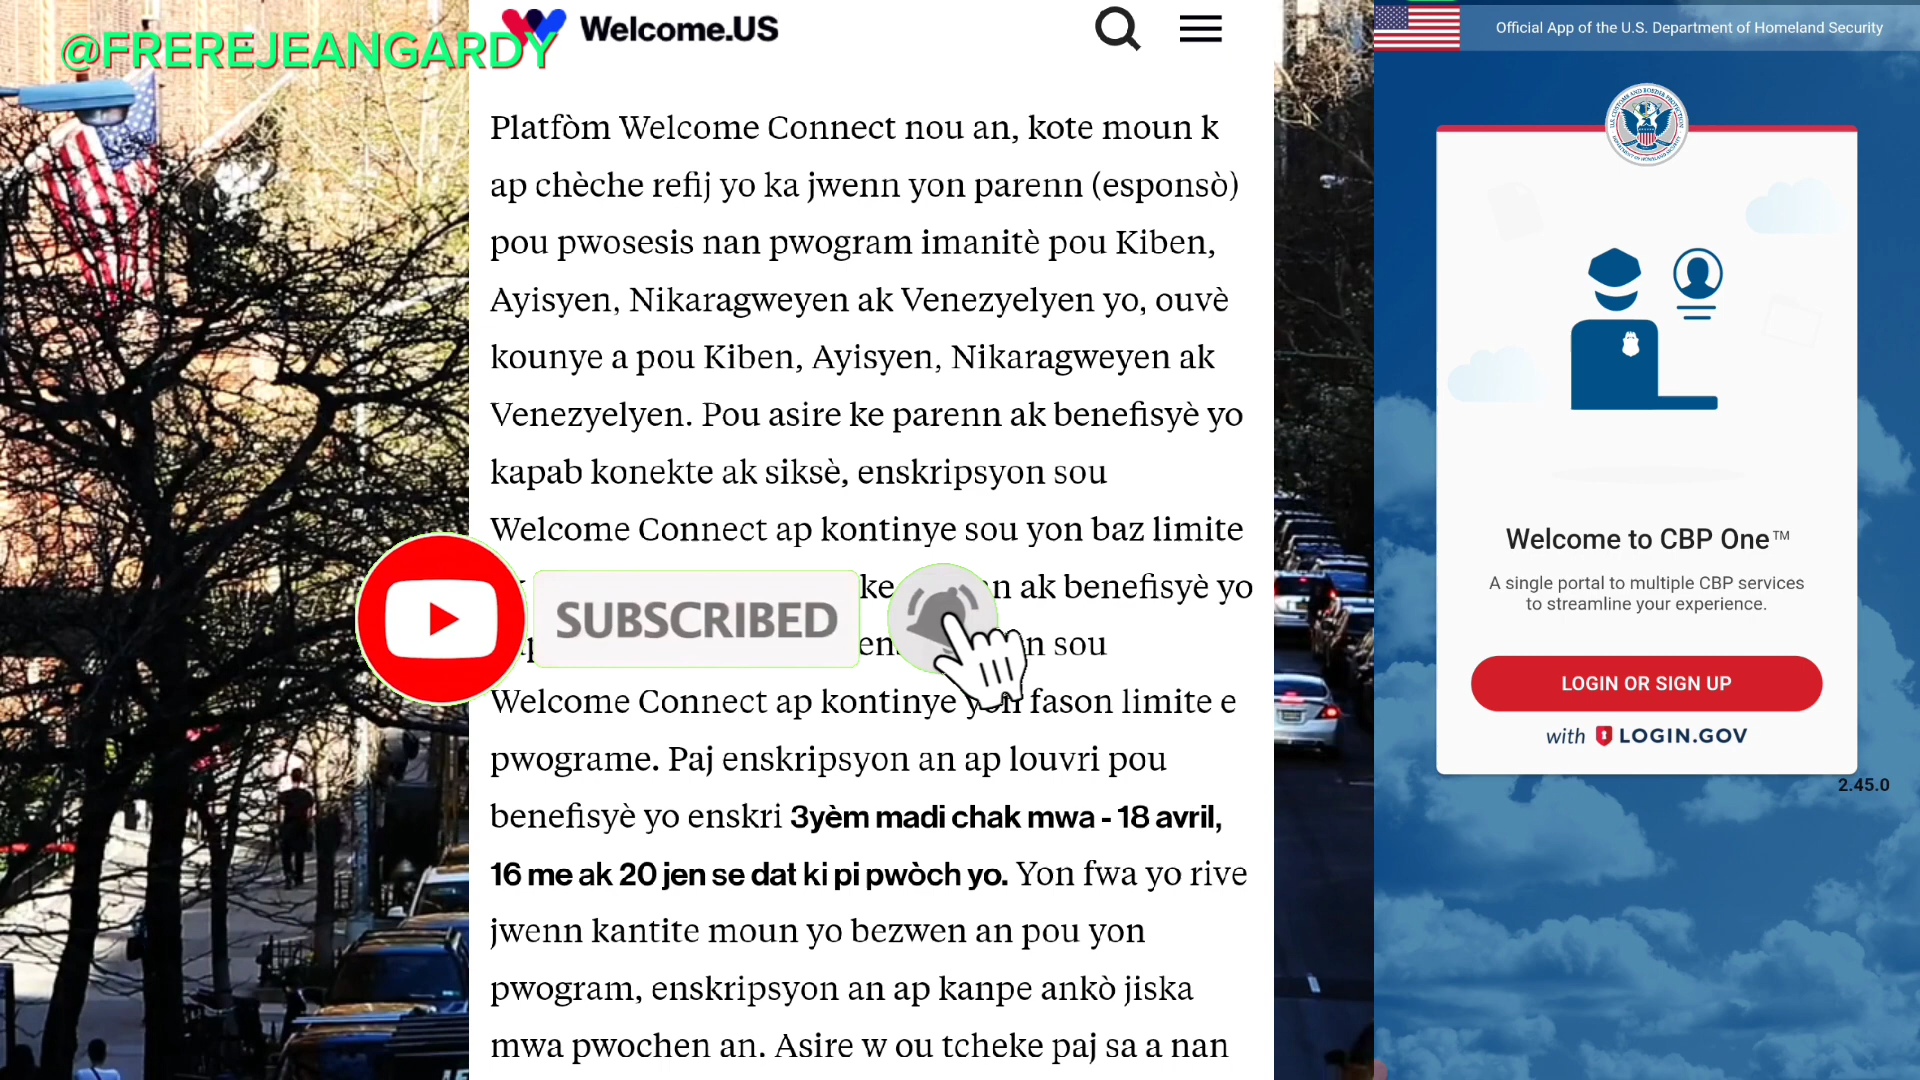 @FREREJEANGARDY
Welcome.US
Platfòm Welcome Connect nou an, kote moun k
ap chèche refij yo ka jwenn yon parenn (esponsò)
pou pwosesis nan pwogram imanitè pou Kiben,
Ayisyen, Nikaragweyen ak Venezyelyen yo, ouvè
kounye a pou Kiben, Ayisyen, Nikaragweyen ak
Venezyelyen. Pou asire ke parenn ak benefisyè yo
kapab konekte ak siksè, enskripsyon sou
Welcome Connect ap kontinye sou yon baz limite
ke ak benefisyè yo
SUBSCRIBED
sou
Welcome Connect ap kontinye yon fason limite e
pwograme. Paj enskripsyon an ap louvri pou
benefisyè yo enskri 3yèm madi chak mwa - 18 avril,
16 me ak 20 jen se dat ki pi pwòch yo. Yon fwa yo rive
jwenn kantite moun yo bezwen an pou yon
pwogram, enskripsyon an ap kanpe ankò jiska
mwa pwochen an. Asire w ou tcheke paj sa a nan
Official App of the U.S. Department of Homeland Security
Welcome to CBP One™
A single portal to multiple CBP services
to streamline your experience.
LOGIN OR SIGN UP
with LOGIN.GOV
2.45.0